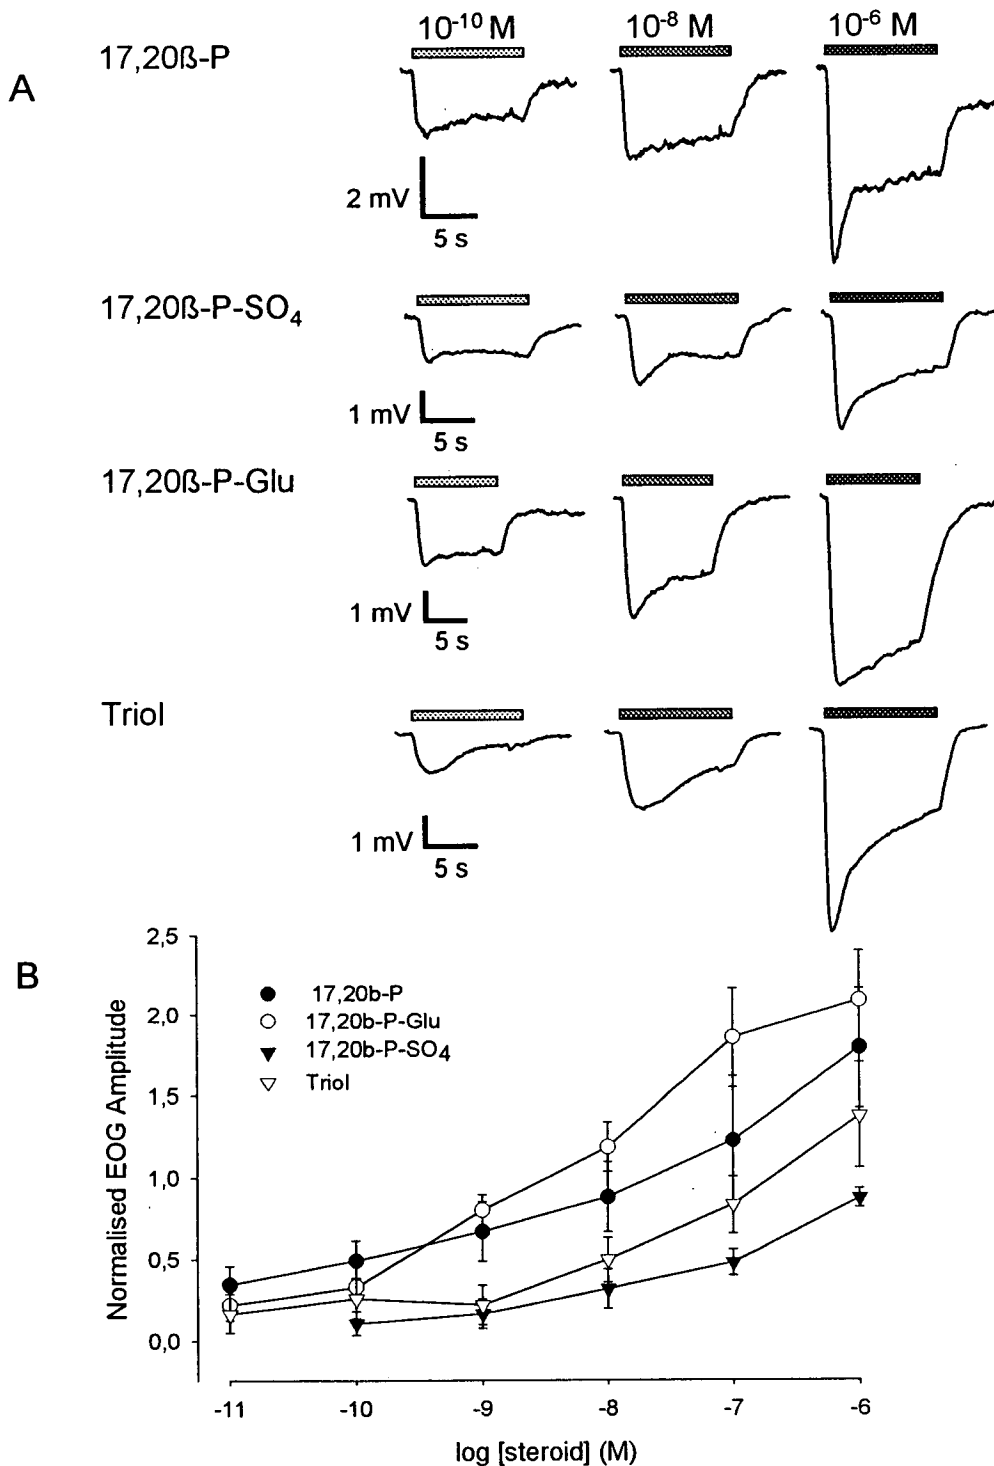 10⁻¹⁰ M 10⁻⁸ M 10⁻⁶ M
17,20ß-P
A
2 mV
5 s
17,20ß-P-SO₄
1 mV
5 s
17,20ß-P-Glu
1 mV
5 s
Triol
1 mV
5 s
B
2,5
2,0
1,5
1,0
0,5
0,0
Normalised EOG Amplitude
17,20b-P
17,20b-P-Glu
17,20b-P-SO₄
Triol
-11 -10 -9 -8 -7 -6
log [steroid] (M)